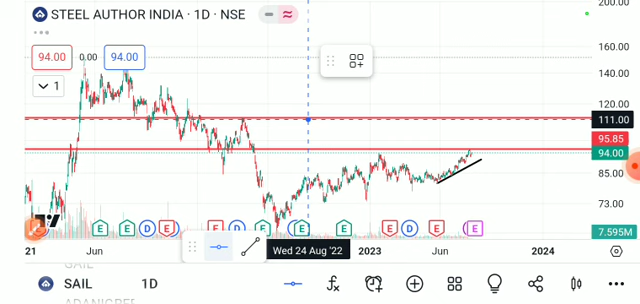 STEEL AUTHOR INDIA · 1D · NSE
200.00
160.00
94.00 0.00 94.00
140.00
1
120.00
111.00
95.85
94.00
85.00
73.00
E E D E E D E E E D E E
7.595M
21 Jun Wed 24 Aug '22 2023 Jun 2024
SAIL 1D